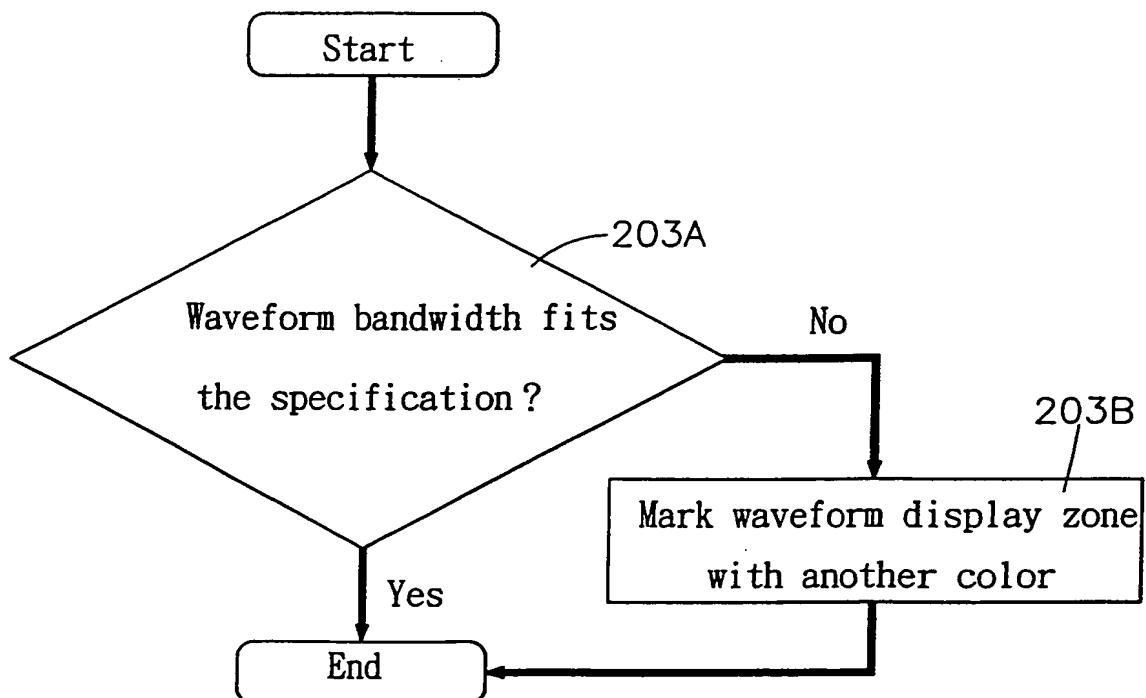 Start
203A
Waveform bandwidth fits
the specification?
No
203B
Mark waveform display zone
with another color
Yes
End